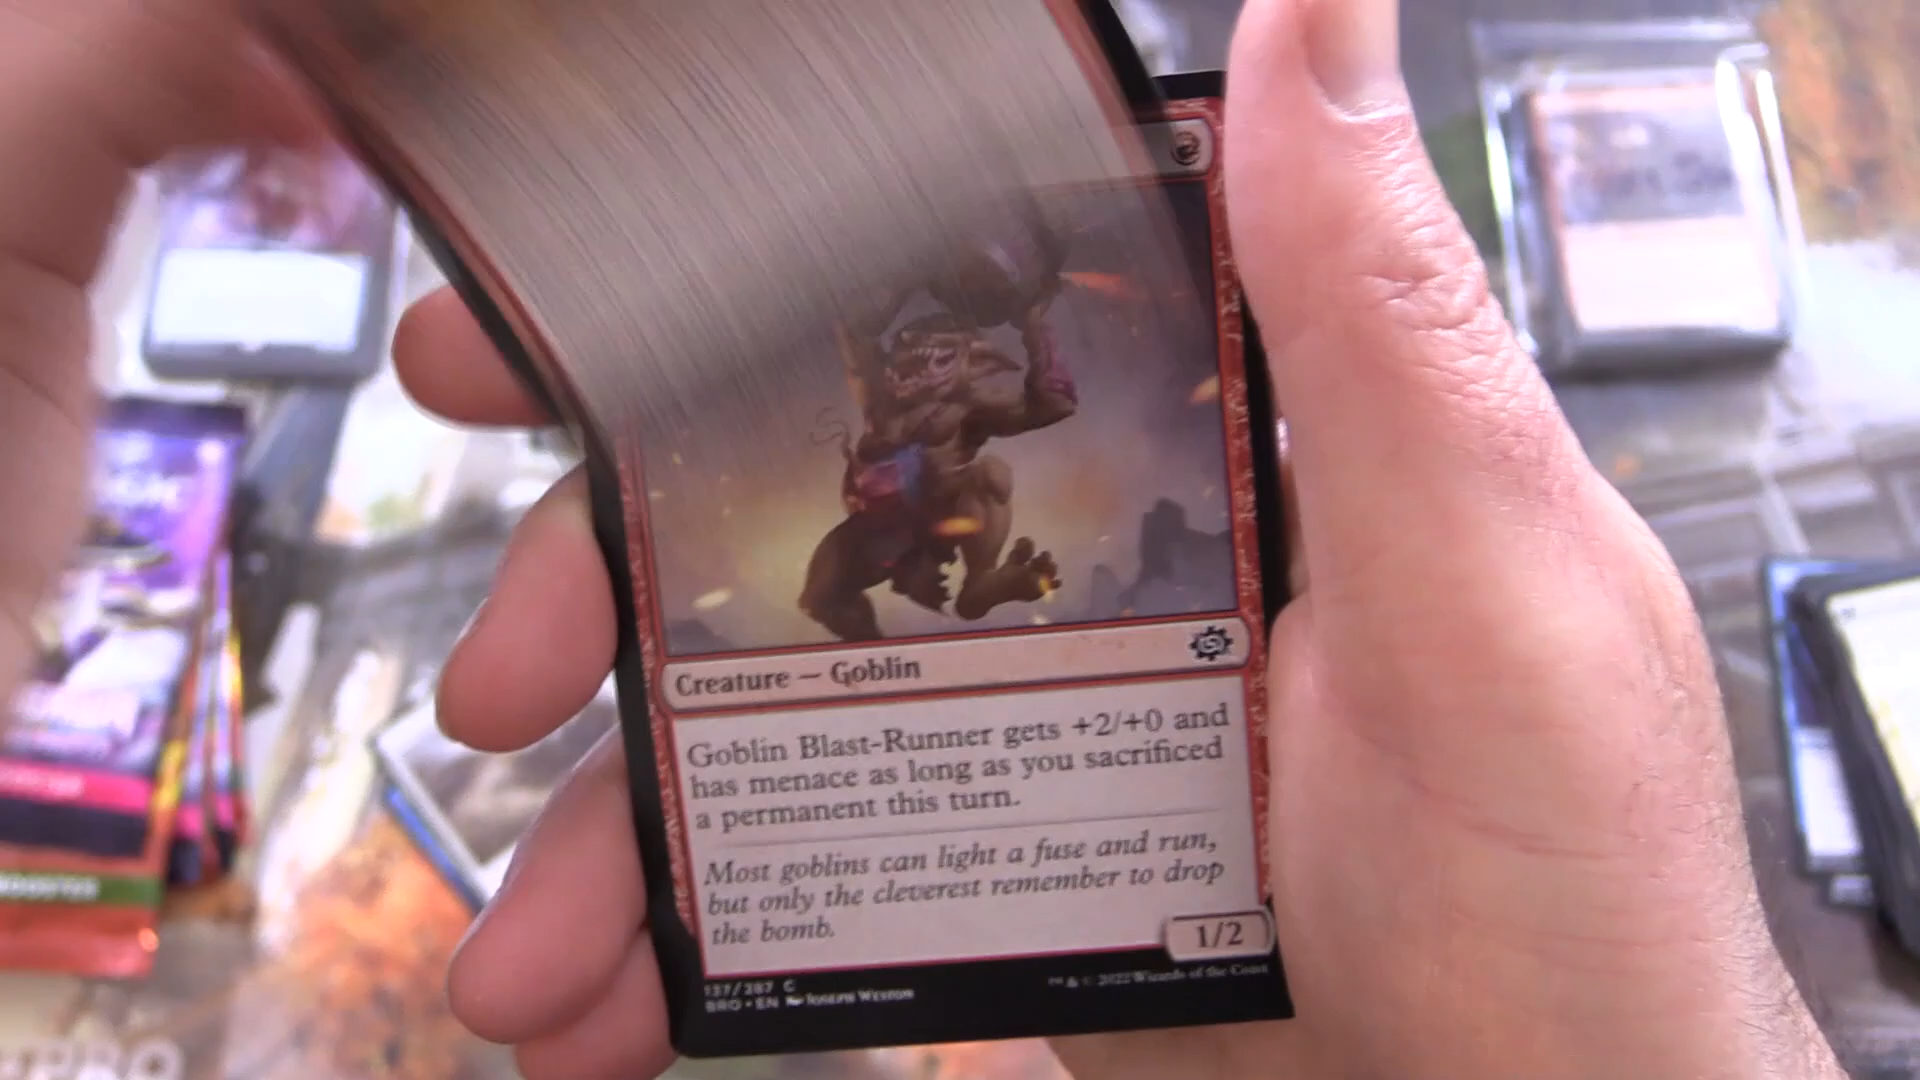 Creature — Goblin
Goblin Blast-Runner gets +2/+0 and
has menace as long as you sacrificed
a permanent this turn.
Most goblins can light a fuse and run,
but only the cleverest remember to drop
the bomb.
1/2
137/287 C
BRO • EN Joseph Weston
™ & © 2022 Wizards of the Coast
BOOSTER